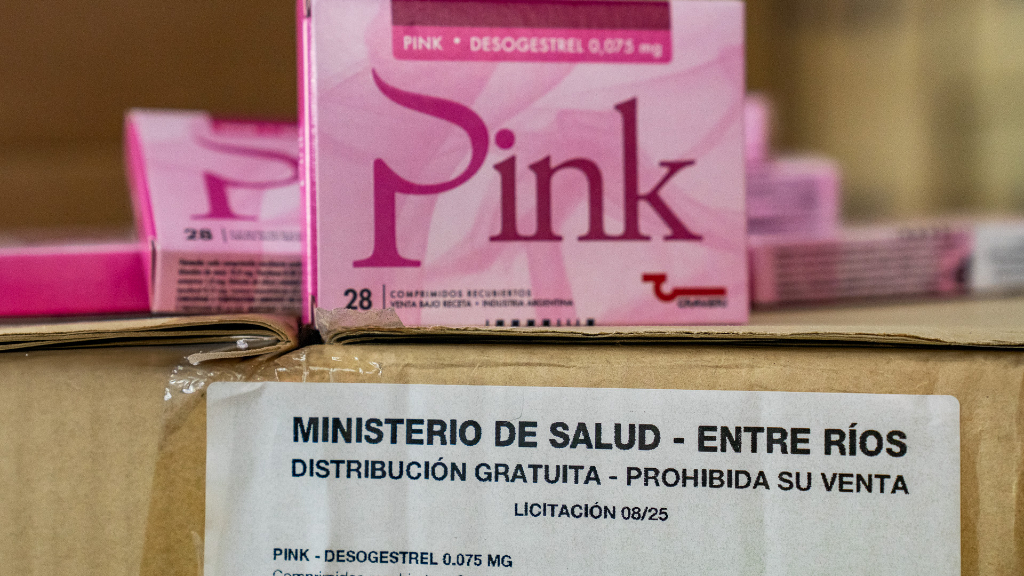 PINK • DESOGESTREL 0,075 mg
Pink
28 COMPRIMIDOS RECUBIERTOS
VENTA BAJO RECETA • INDUSTRIA ARGENTINA
28
MINISTERIO DE SALUD - ENTRE RÍOS
DISTRIBUCIÓN GRATUITA - PROHIBIDA SU VENTA
LICITACIÓN 08/25
PINK - DESOGESTREL 0.075 MG